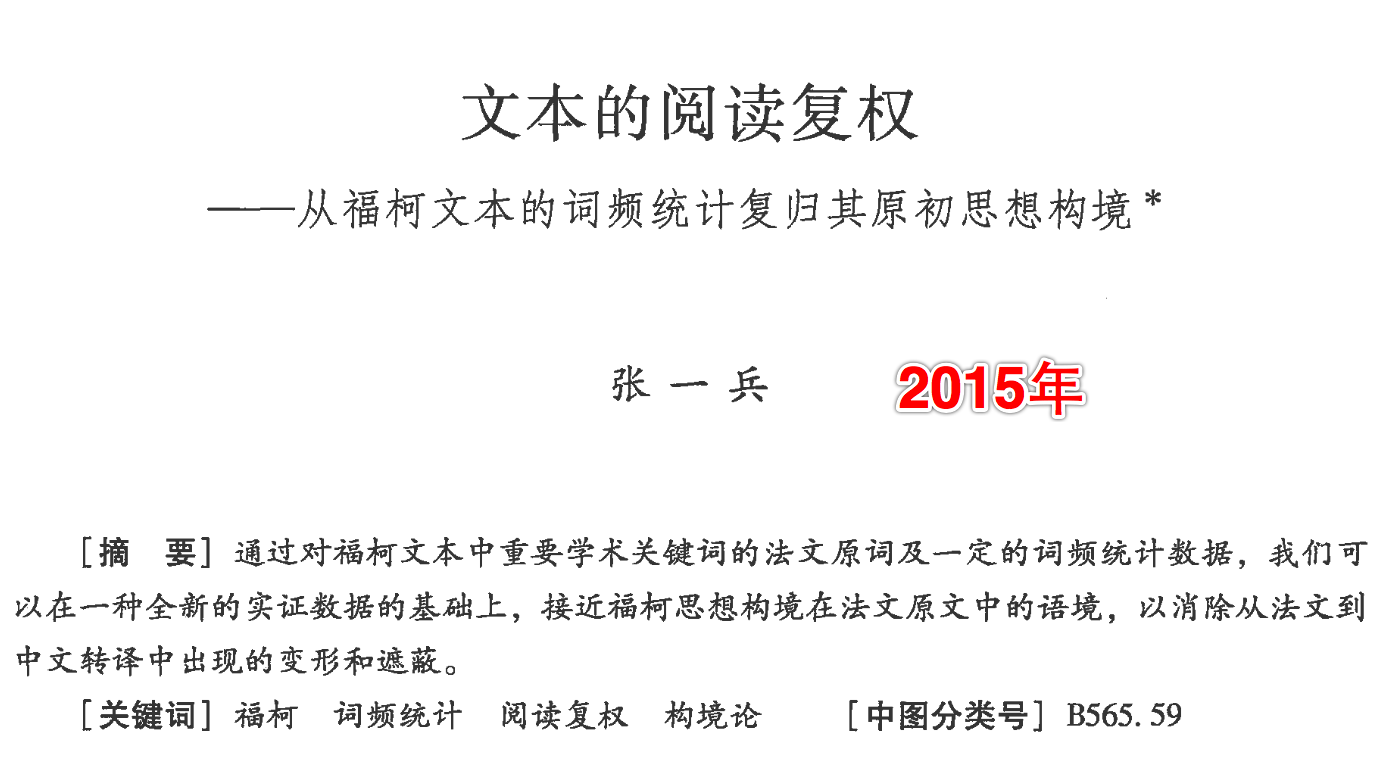 文本的阅读复权
——从福柯文本的词频统计复归其原初思想构境*
张一兵 2015年
[摘 要] 通过对福柯文本中重要学术关键词的法文原词及一定的词频统计数据，我们可
以在一种全新的实证数据的基础上，接近福柯思想构境在法文原文中的语境，以消除从法文到
中文转译中出现的变形和遮蔽。
[关键词] 福柯 词频统计 阅读复权 构境论 [中图分类号] B565.59